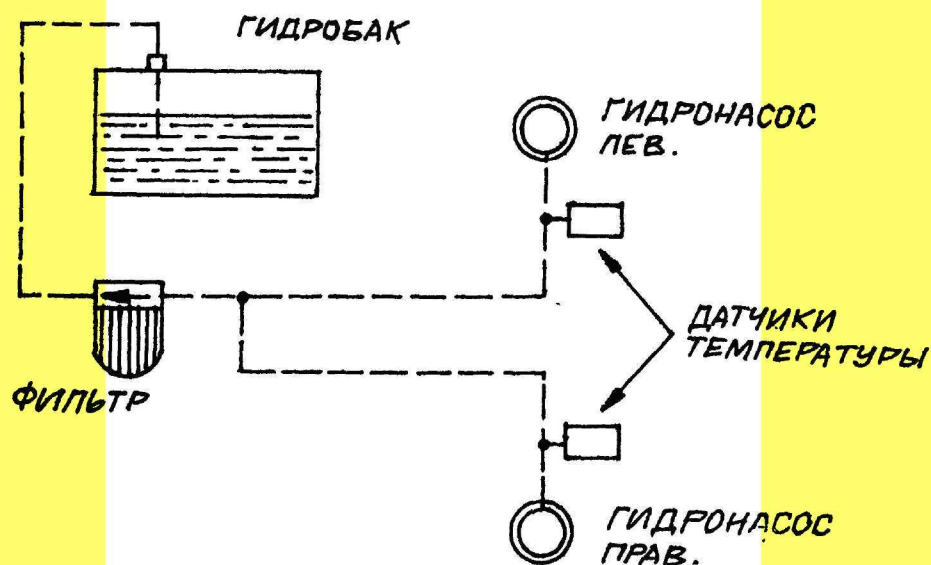 ГИДРОБАК
ГИДРОНАСОС
ЛЕВ.
ДАТЧИКИ
ТЕМПЕРАТУРЫ
ФИЛЬТР
ГИДРОНАСОС
ПРАВ.